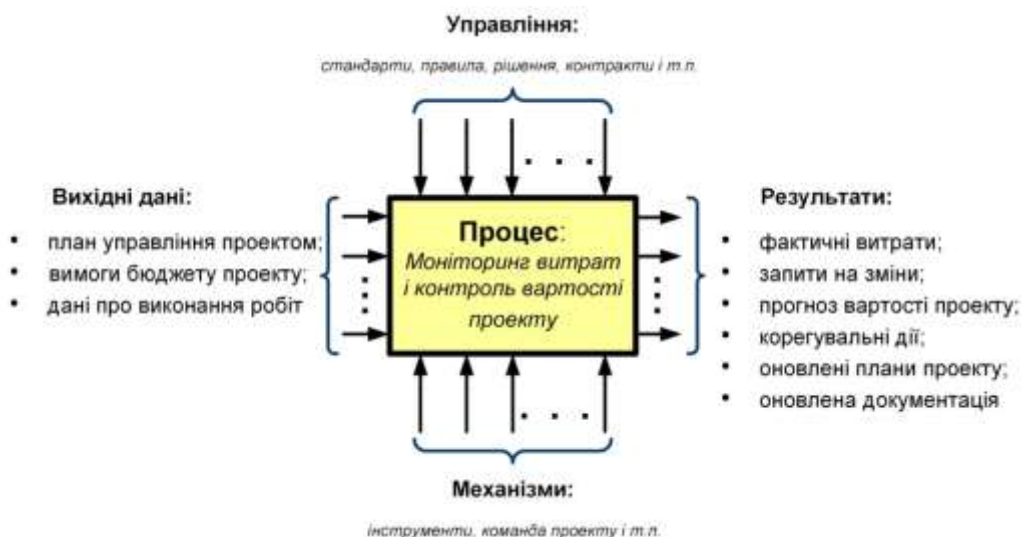 Управління:
стандарти, правила, рішення, контракти і т.п.
Вихідні дані:
• план управління проектом;
• вимоги бюджету проекту;
• дані про виконання робіт
Процес:
Моніторинг витрат
і контроль вартості
проекту
Результати:
• фактичні витрати;
• запити на зміни;
• прогноз вартості проекту;
• корегувальні дії;
• оновлені плани проекту;
• оновлена документація
Механізми:
інструменти, команда проекту і т.п.